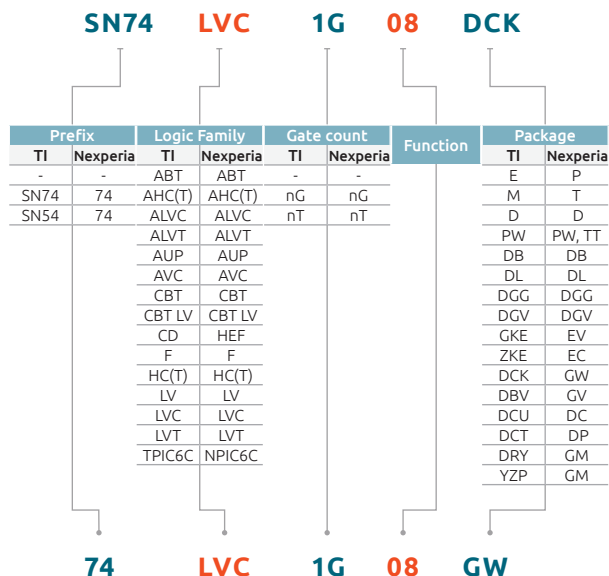 SN74 LVC 1G 08 DCK
Prefix Logic Family Gate count Function Package
TI Nexperia TI Nexperia TI Nexperia TI Nexperia
- - ABT ABT - - E P
SN74 74 AHC(T) AHC(T) nG nG M T
SN54 74 ALVC ALVC nT nT D D
ALVT ALVT PW PW, TT
AUP AUP DB DB
AVC AVC DL DL
CBT CBT DGG DGG
CBT LV CBT LV DGV DGV
CD HEF GKE EV
F F ZKE EC
HC(T) HC(T) DCK GW
LV LV DBV GV
LVC LVC DCU DC
LVT LVT DCT DP
TPIC6C NPIC6C DRY GM
YZP GM
74 LVC 1G 08 GW